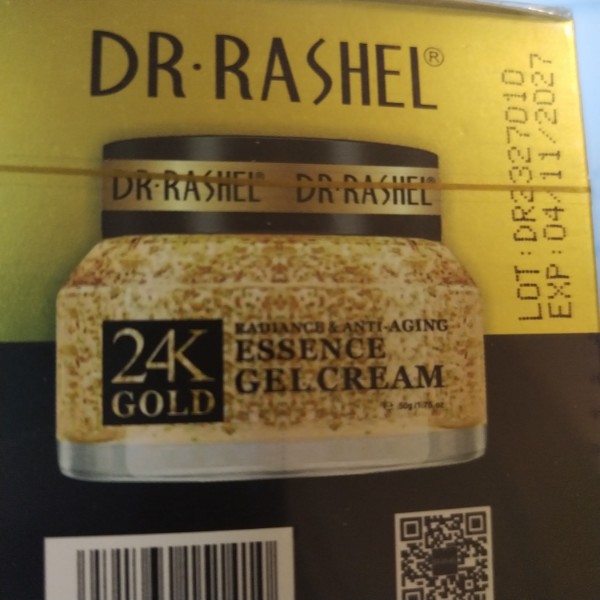 DR·RASHEL®
DR·RASHEL® DR·RASHEL®
24K
GOLD
RADIANCE & ANTI-AGING
ESSENCE
GEL CREAM
LOT: DR2327010
EXP: 04/11/2027